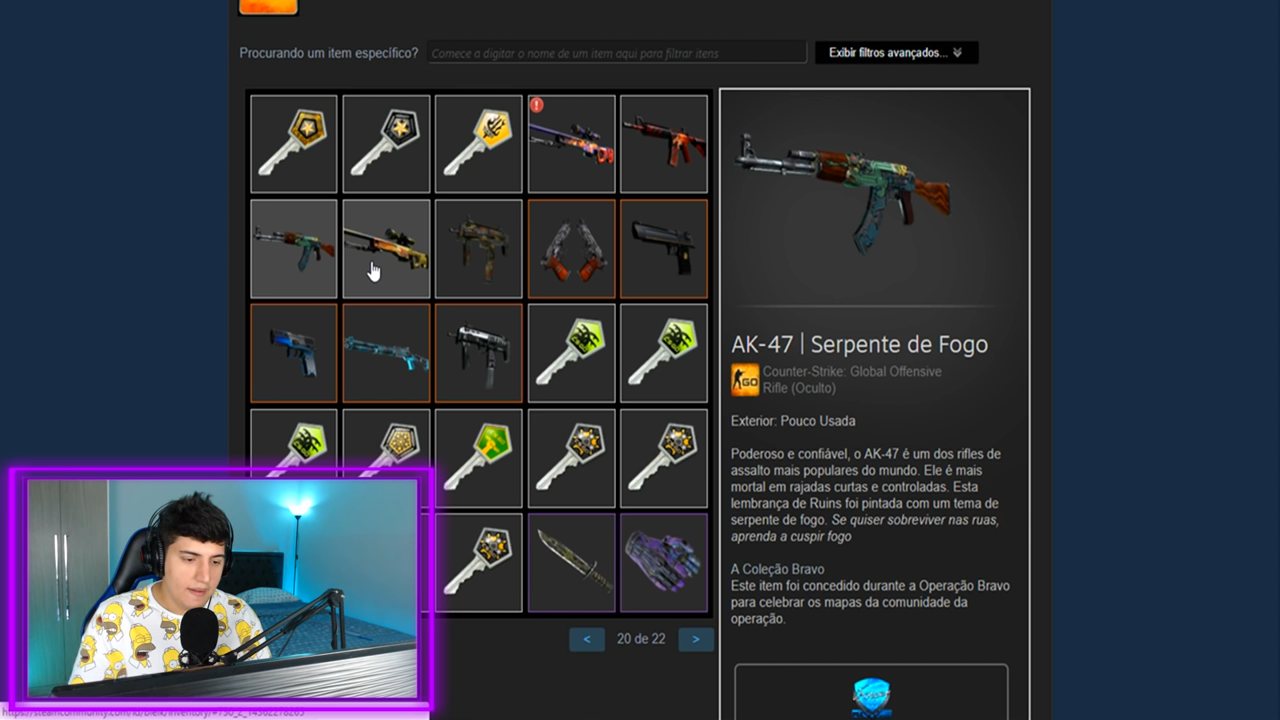 Procurando um item específico?
Comece a digitar o nome de um item aqui para filtrar itens
Exibir filtros avançados...
AK-47 | Serpente de Fogo
GO
Counter-Strike: Global Offensive
Rifle (Oculto)
Exterior: Pouco Usada
Poderoso e confiável, o AK-47 é um dos rifles de
assalto mais populares do mundo. Ele é mais
mortal em rajadas curtas e controladas. Esta
lembrança de Ruins foi pintada com um tema de
serpente de fogo. Se quiser sobreviver nas ruas,
aprenda a cuspir fogo
A Coleção Bravo
Este item foi concedido durante a Operação Bravo
para celebrar os mapas da comunidade da
operação.
< 20 de 22 >